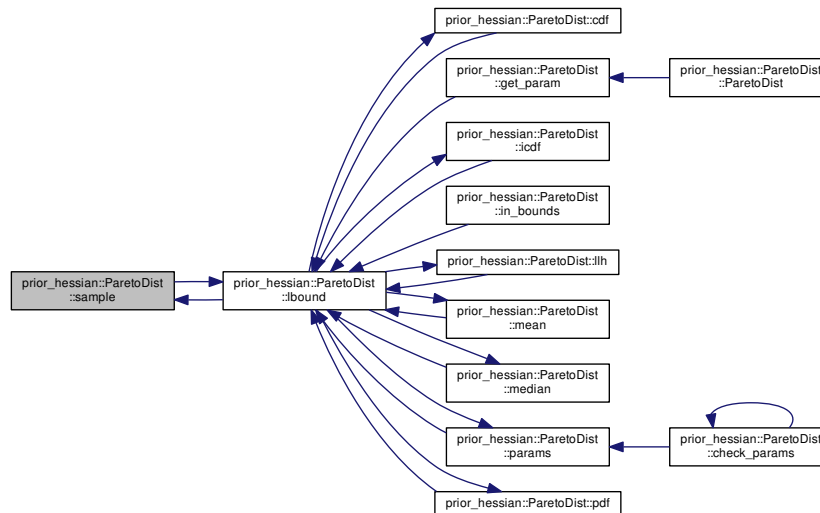 prior_hessian::ParetoDist::cdf
prior_hessian::ParetoDist
::get_param
prior_hessian::ParetoDist
::ParetoDist
prior_hessian::ParetoDist
::icdf
prior_hessian::ParetoDist
::in_bounds
prior_hessian::ParetoDist
::sample
prior_hessian::ParetoDist
::lbound
prior_hessian::ParetoDist::llh
prior_hessian::ParetoDist
::mean
prior_hessian::ParetoDist
::median
prior_hessian::ParetoDist
::params
prior_hessian::ParetoDist
::check_params
prior_hessian::ParetoDist::pdf